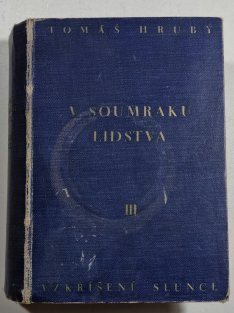 TOMÁŠ HRUBÝ
V SOUMRAKU
LIDSTVA
III
VZKŘÍŠENÍ SLUNCE